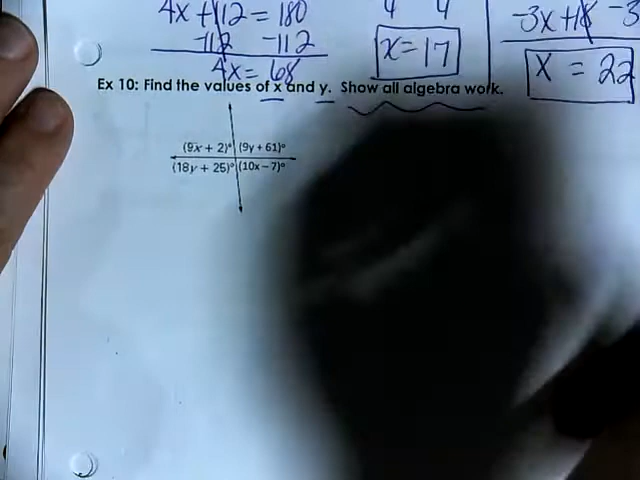 4x + 112 = 180
-112 -112
4x = 68
4 4
x = 17
-3x + 18 -3
x = 22
Ex 10: Find the values of x and y. Show all algebra work.
(9x + 2)° (9y + 61)°
(18y + 25)° (10x – 7)°